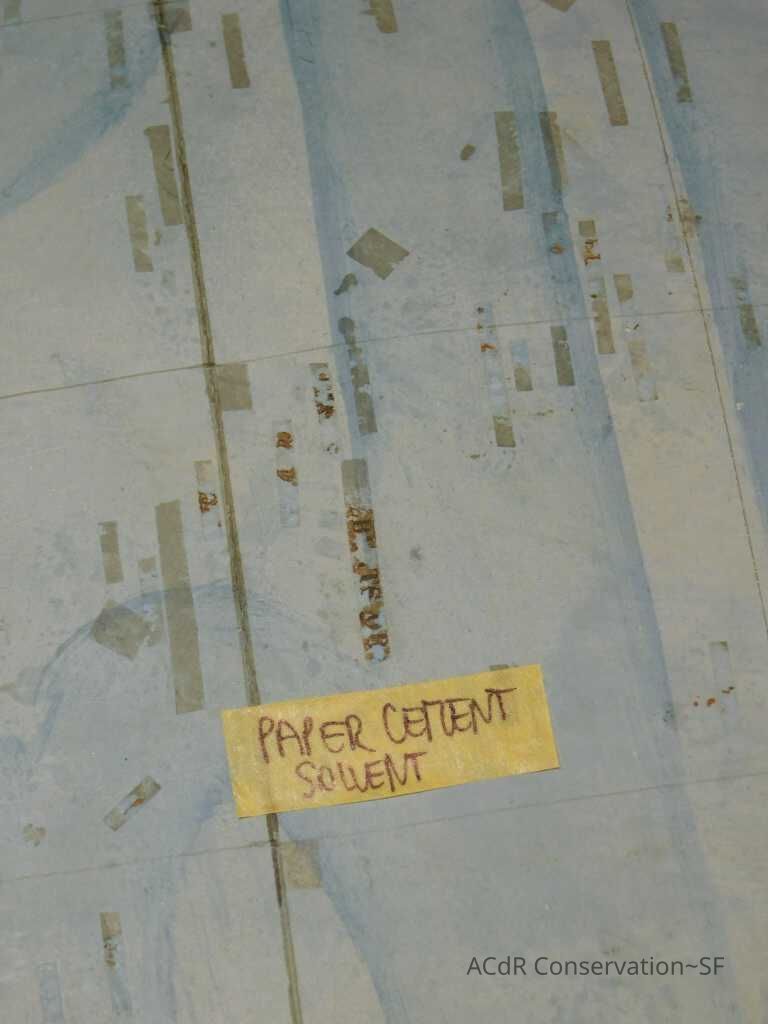 PAPER CEMENT
SOLVENT
ACdR Conservation~SF